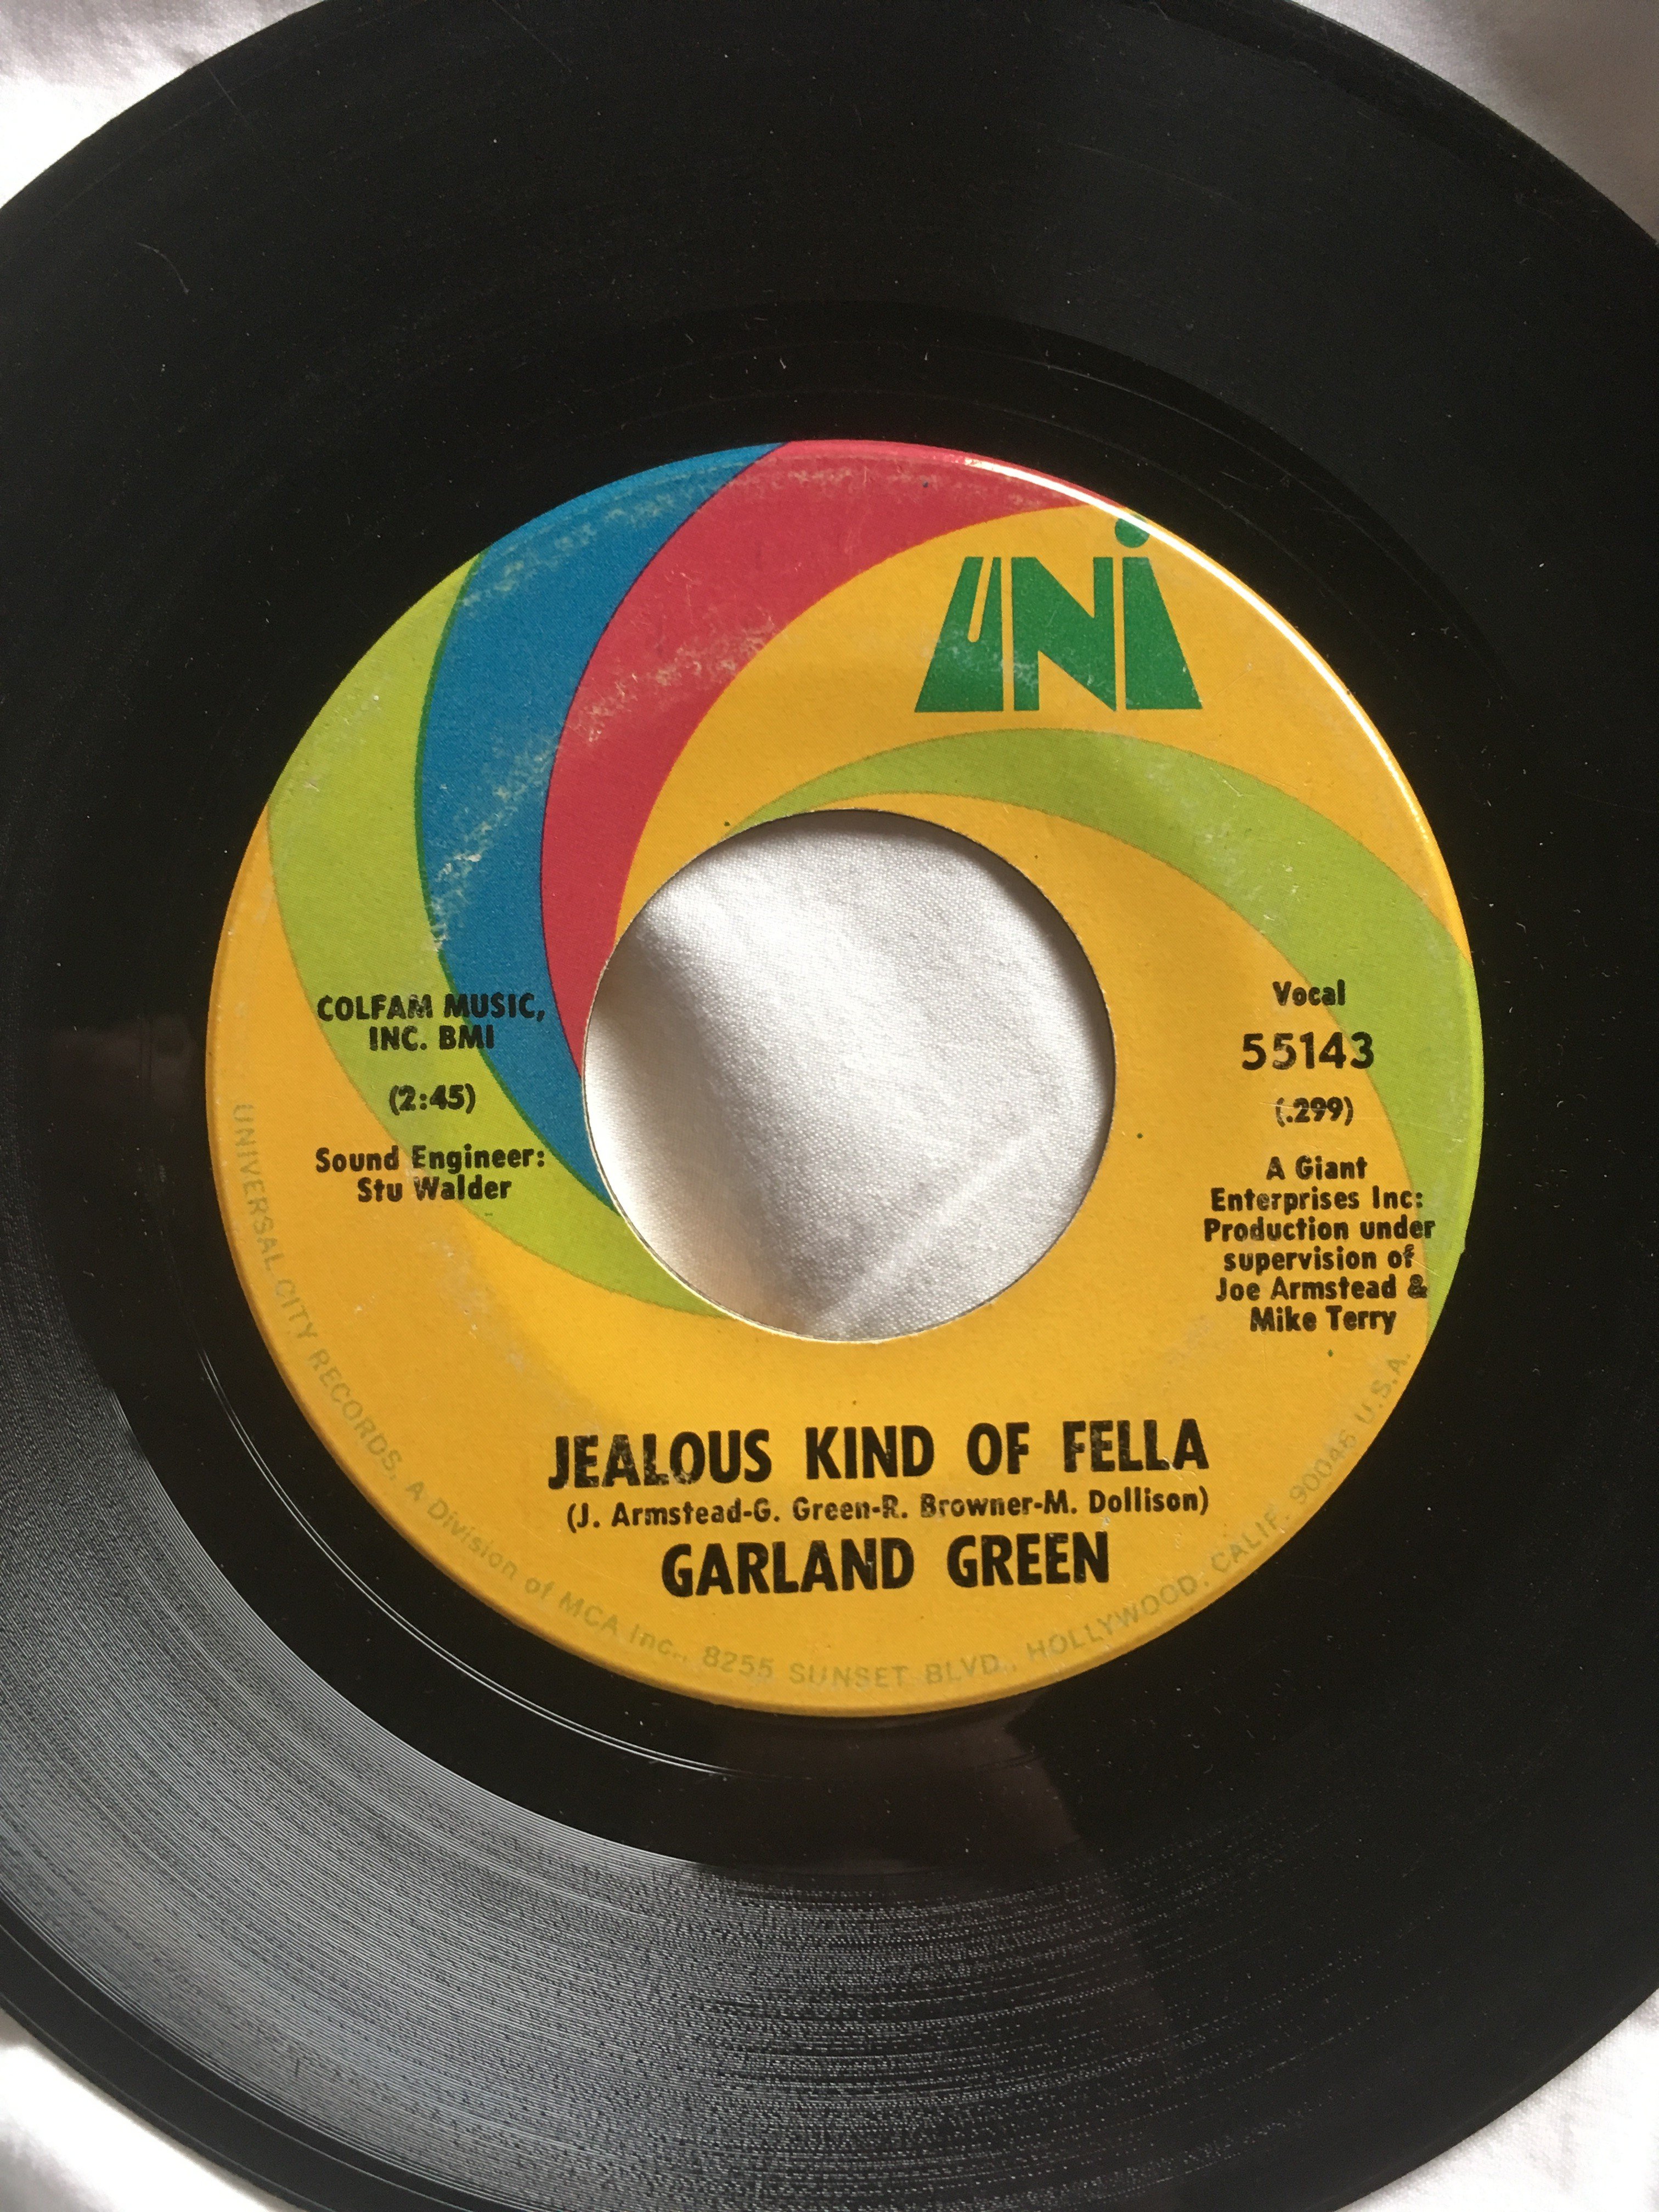 UNI
COLFAM MUSIC,
INC. BMI
(2:45)
Sound Engineer:
Stu Walder
Vocal
55143
(.299)
A Giant
Enterprises Inc:
Production under
supervision of
Joe Armstead &
Mike Terry
JEALOUS KIND OF FELLA
(J. Armstead-G. Green-R. Browner-M. Dollison)
GARLAND GREEN
UNIVERSAL CITY RECORDS, A Division of MCA Inc., 8255 SUNSET BLVD., HOLLYWOOD, CALIF. 90046 U.S.A.